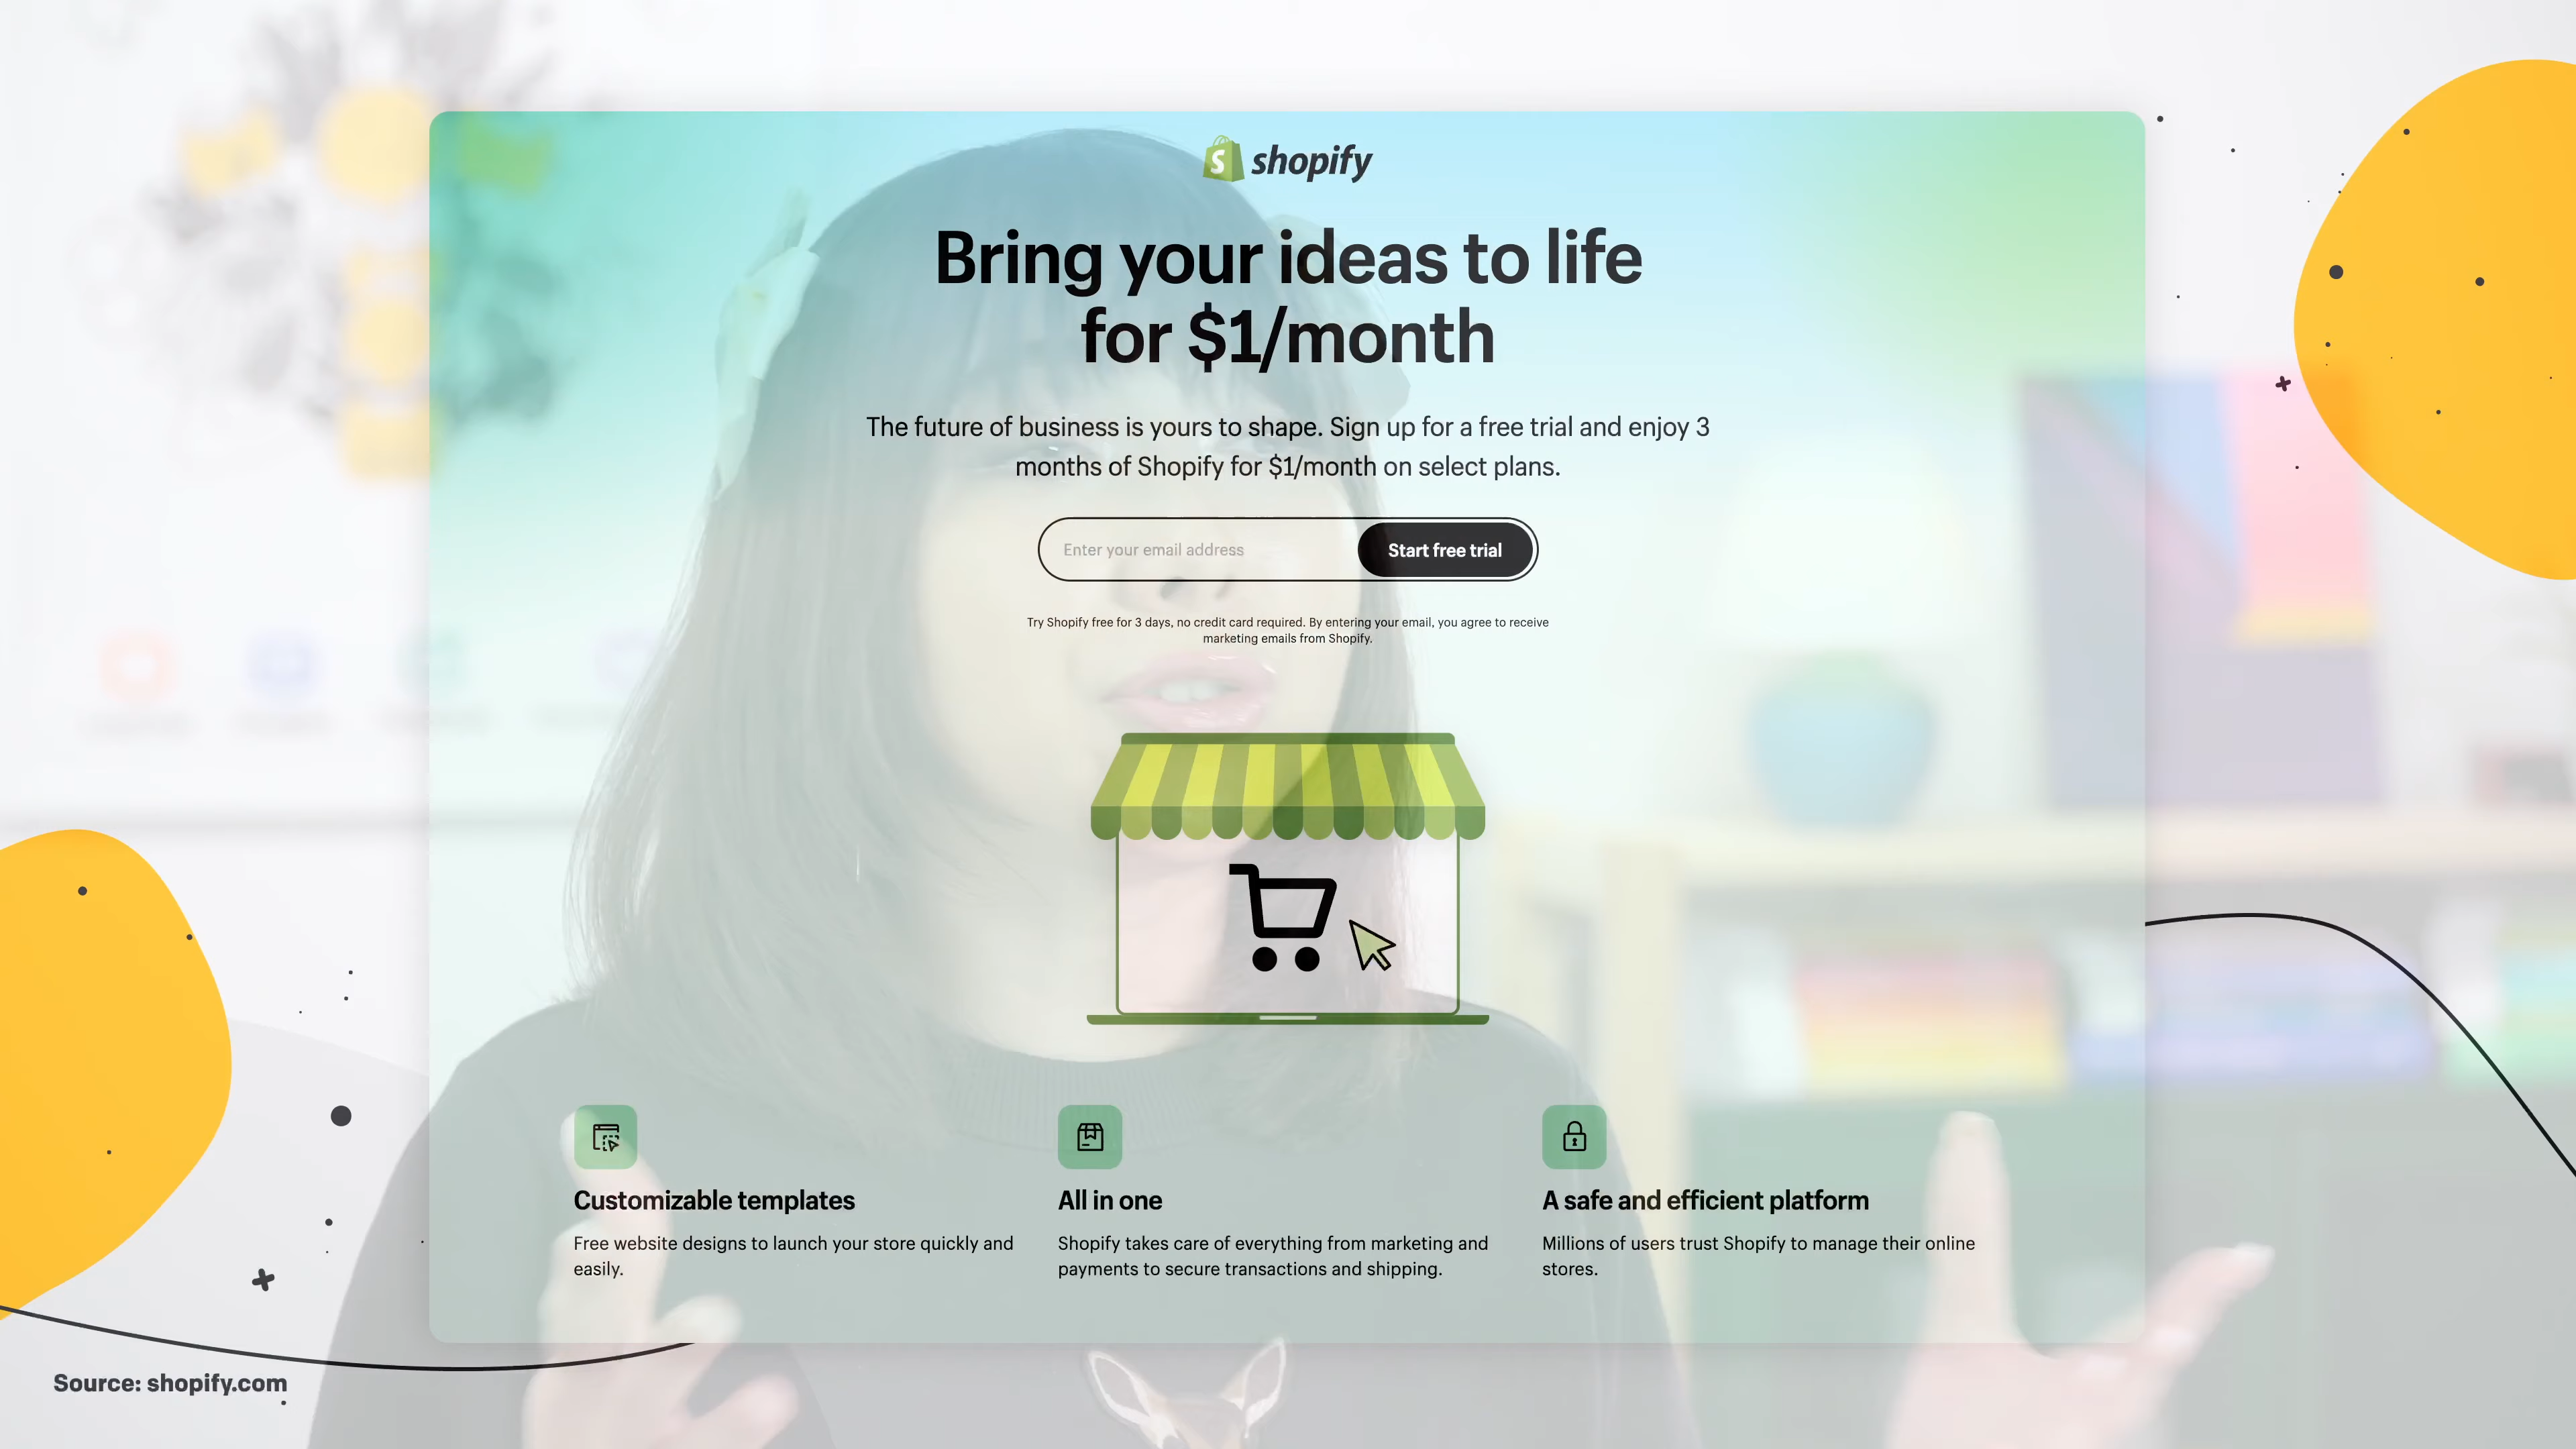 shopify
Bring your ideas to life
for $1/month
The future of business is yours to shape. Sign up for a free trial and enjoy 3
months of Shopify for $1/month on select plans.
Enter your email address
Start free trial
Try Shopify free for 3 days, no credit card required. By entering your email, you agree to receive
marketing emails from Shopify.
Customizable templates
Free website designs to launch your store quickly and
easily.
All in one
Shopify takes care of everything from marketing and
payments to secure transactions and shipping.
A safe and efficient platform
Millions of users trust Shopify to manage their online
stores.
Source: shopify.com